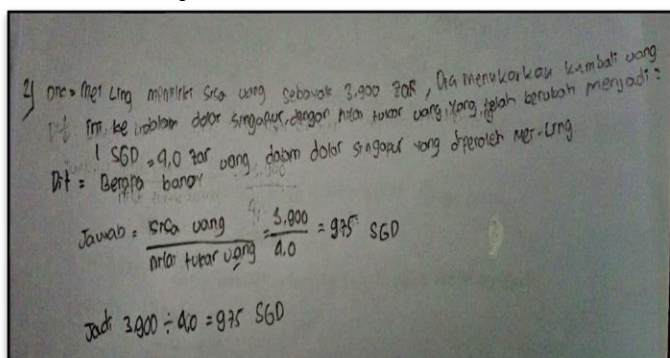 2) Dik = Mei Ling memiliki sisa uang sebanyak 3.900 ZAR, Dia menukarkan kembali uang
ini ke dalam dolar singapur, dengan nilai tukar uang yang telah berubah menjadi :
1 SGD = 4,0 zar
Dit = Berapa banyak uang dalam dolar singapur yang diperoleh Mei-Ling
Jawab = sisa uang / nilai tukar uang = 3.900 / 4.0 = 975 SGD
Jadi 3.900 ÷ 4.0 = 975 SGD